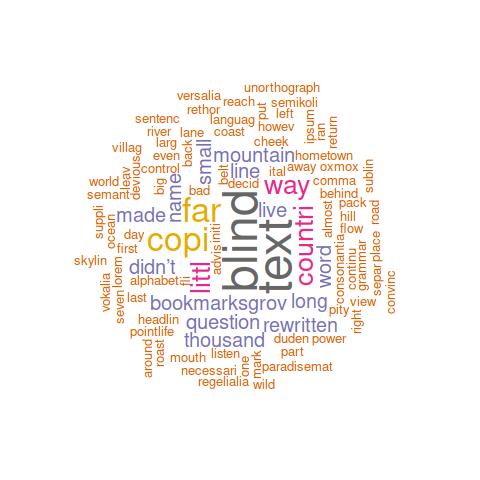 unorthograph
versalia
reach
put
semikoli
rethor
left
ipsum
ran
return
sentenc
languag
howev
river
lane
coast
cheek
villag
larg
back
small
mountain
hometown
even
belt
line
ital
away
oxmox
sublin
world
devious
control
decid
comma
leav
semant
big
name
bad
way
behind
far
live
almost
pack
road
suppli
made
blind
text
countri
hill
ocean
day
copi
initi
word
flow
first
advis
consonantia
continu
grammar
separ
place
skylin
didn’t
lorem
littl
convinc
vokalia
alphabet
fli
seven
last
bookmarksgrov
long
pity
view
headlin
question
rewritten
right
pointlife
thousand
duden
power
around
roast
mouth
listen
one
mark
part
necessari
paradisemat
regelialia
wild